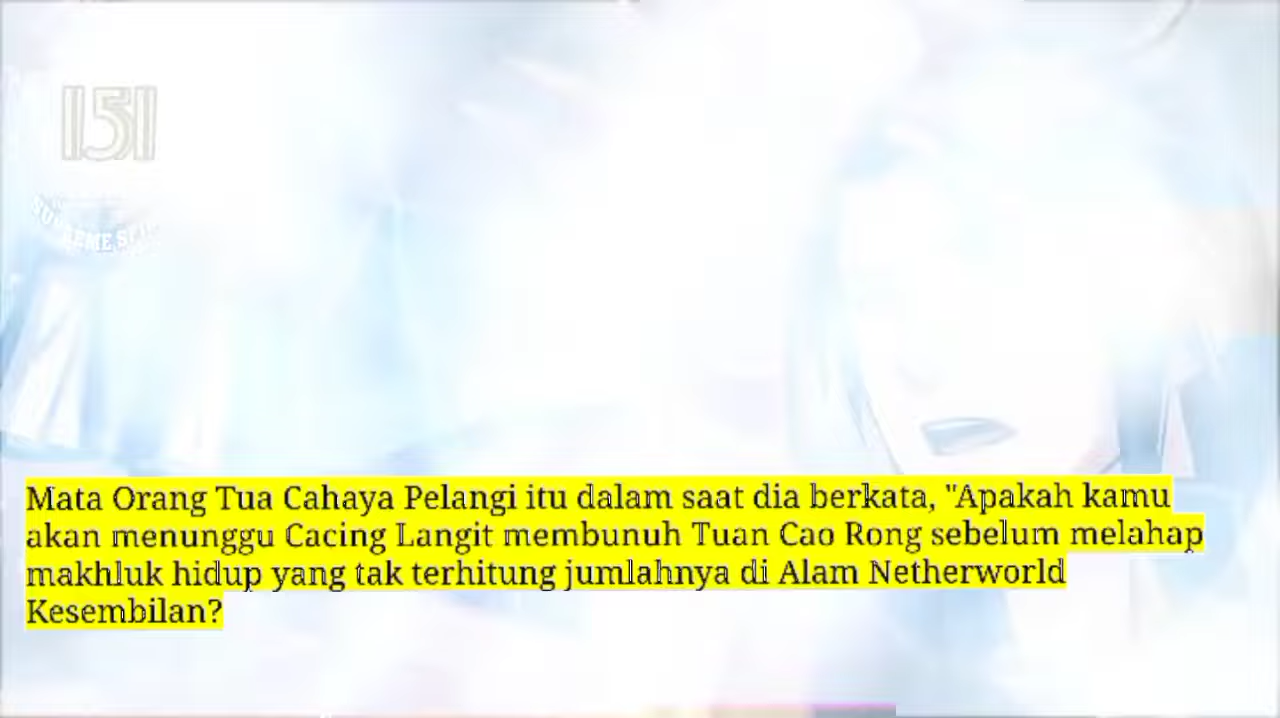 151
SUPREME
Mata Orang Tua Cahaya Pelangi itu dalam saat dia berkata, "Apakah kamu
akan menunggu Cacing Langit membunuh Tuan Cao Rong sebelum melahap
makhluk hidup yang tak terhitung jumlahnya di Alam Netherworld
Kesembilan?